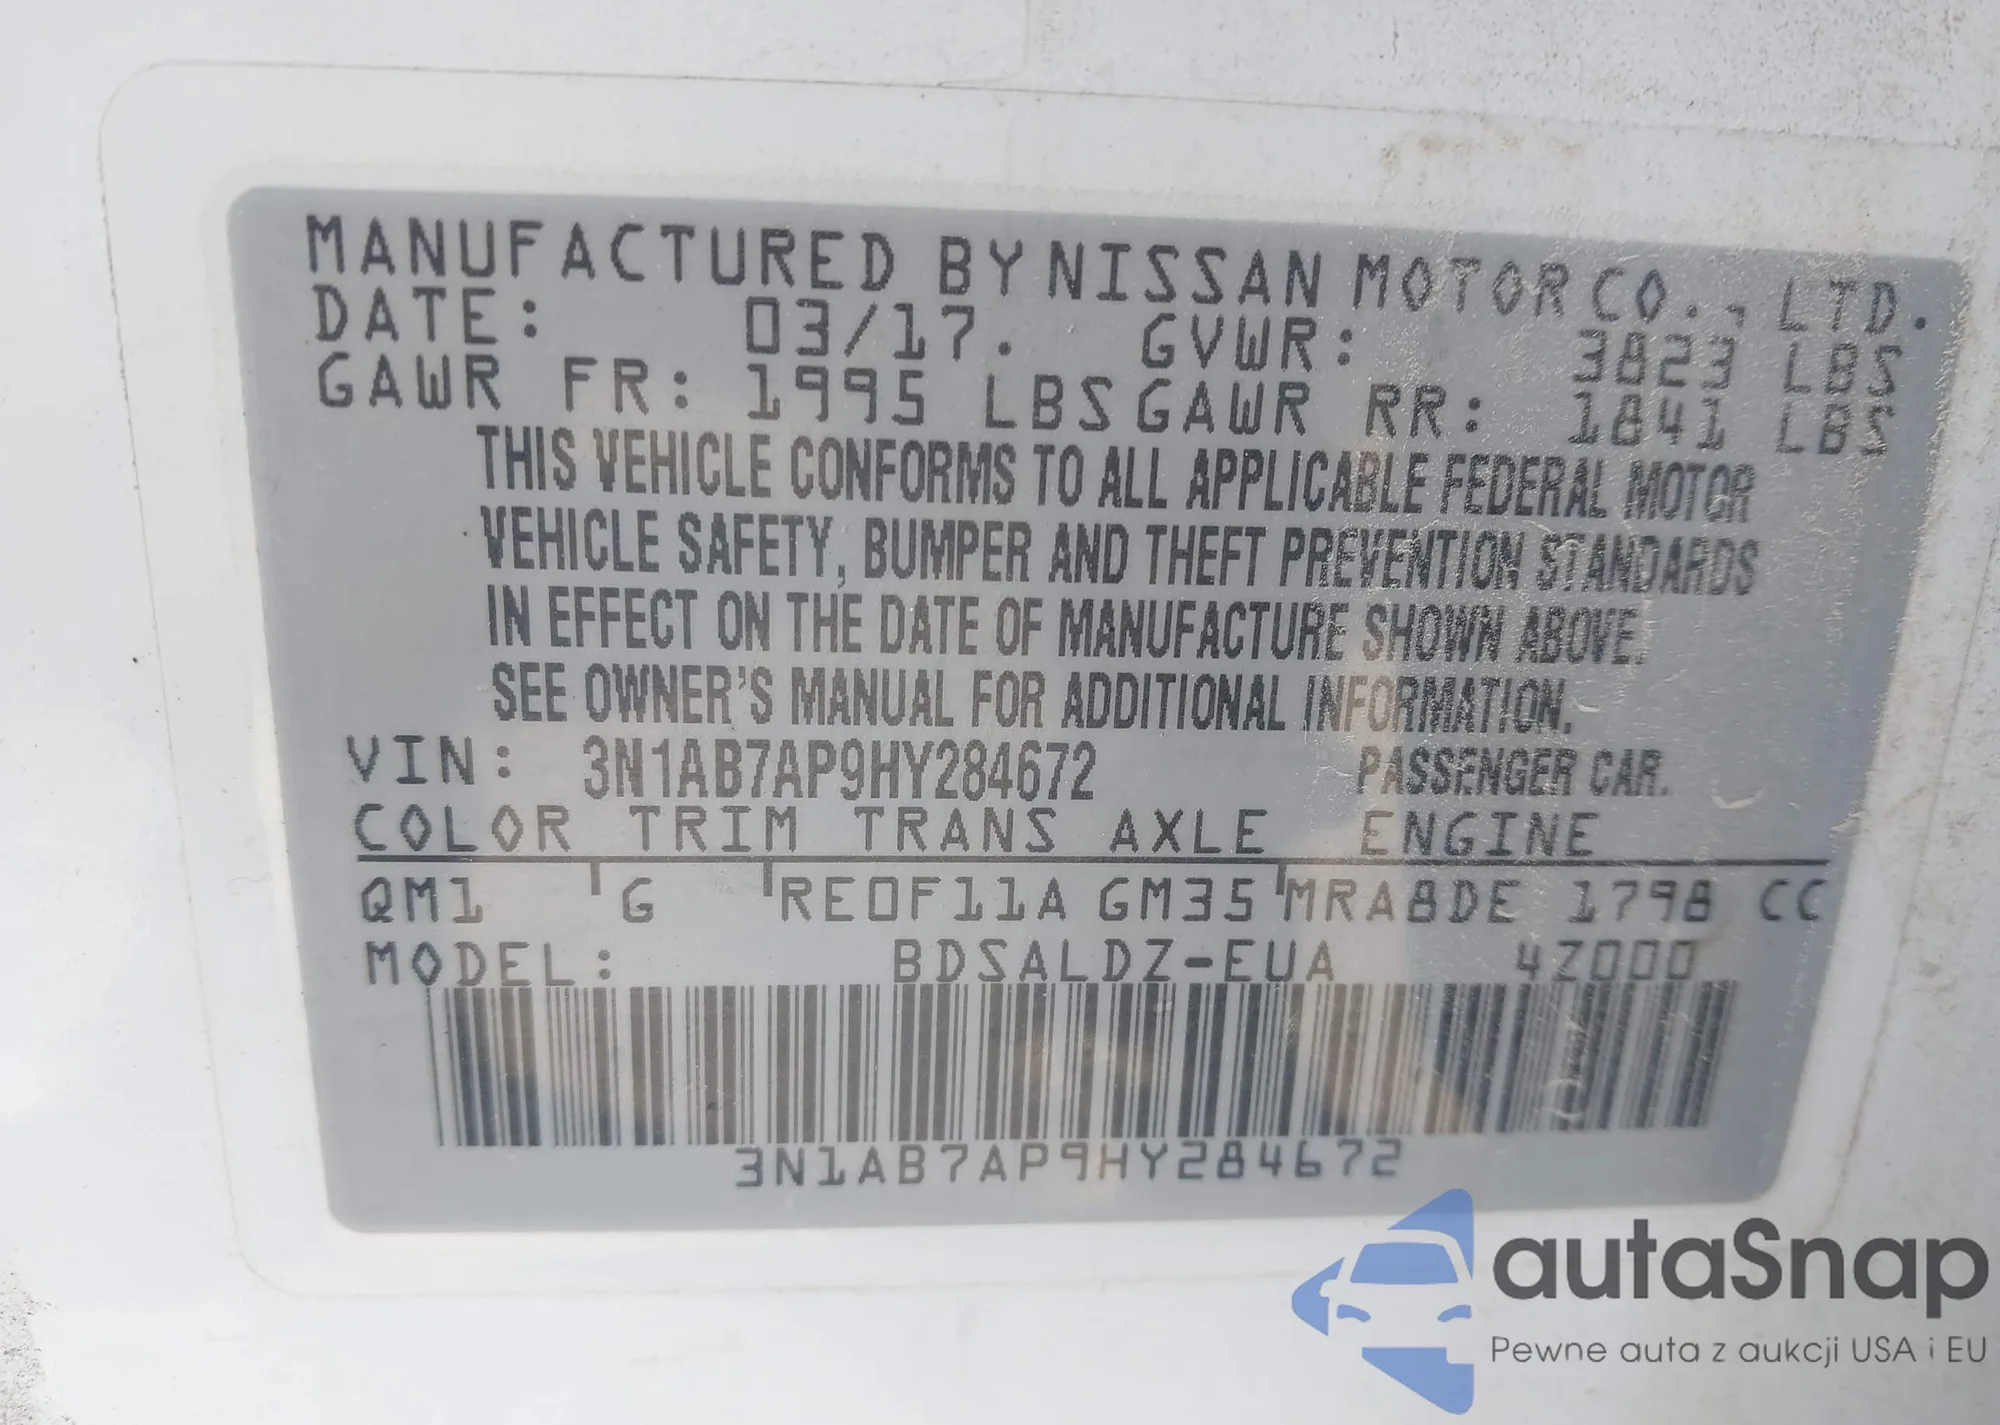 MANUFACTURED BY NISSAN MOTOR CO., LTD.
DATE: 03/17. GVWR: 3823 LBS
GAWR FR: 1995 LBS GAWR RR: 1841 LBS
THIS VEHICLE CONFORMS TO ALL APPLICABLE FEDERAL MOTOR
VEHICLE SAFETY, BUMPER AND THEFT PREVENTION STANDARDS
IN EFFECT ON THE DATE OF MANUFACTURE SHOWN ABOVE.
SEE OWNER'S MANUAL FOR ADDITIONAL INFORMATION.
VIN: 3N1AB7AP9HY284672 PASSENGER CAR.
COLOR TRIM TRANS AXLE ENGINE
QM1 G RE0F11A GM35 MRA8DE 1798 CC
MODEL: BDSALDZ-EUA 4Z000
3N1AB7AP9HY284672
autaSnap
Pewne auta z aukcji USA i EU